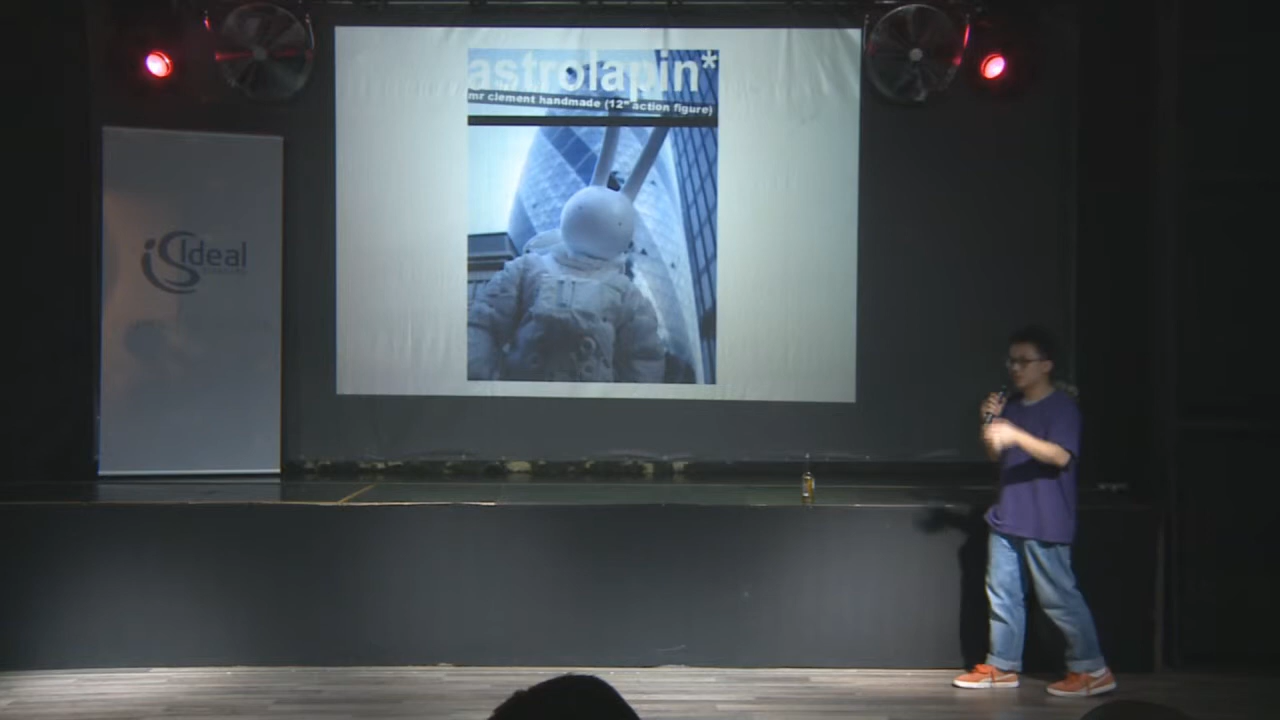 astrolapin*
mr clement handmade (12" action figure)
iSIdeal